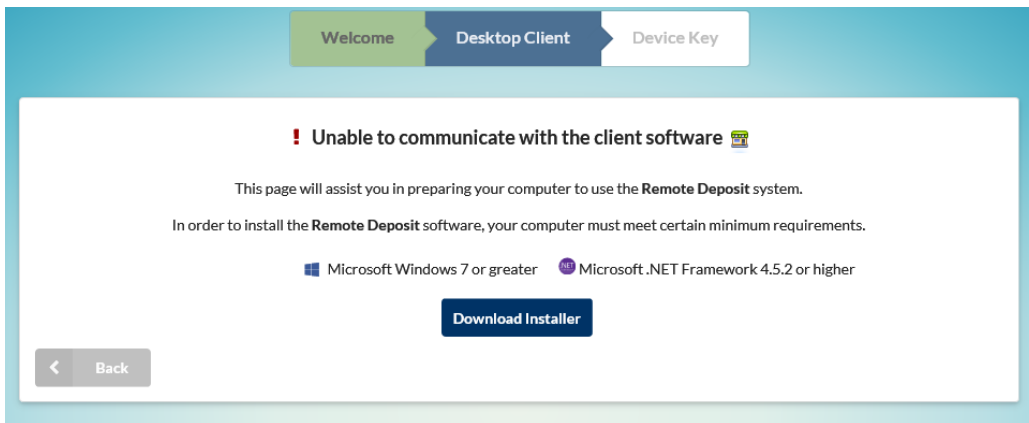 Welcome
Desktop Client
Device Key
! Unable to communicate with the client software
This page will assist you in preparing your computer to use the Remote Deposit system.
In order to install the Remote Deposit software, your computer must meet certain minimum requirements.
Microsoft Windows 7 or greater
.NET Microsoft .NET Framework 4.5.2 or higher
Download Installer
Back